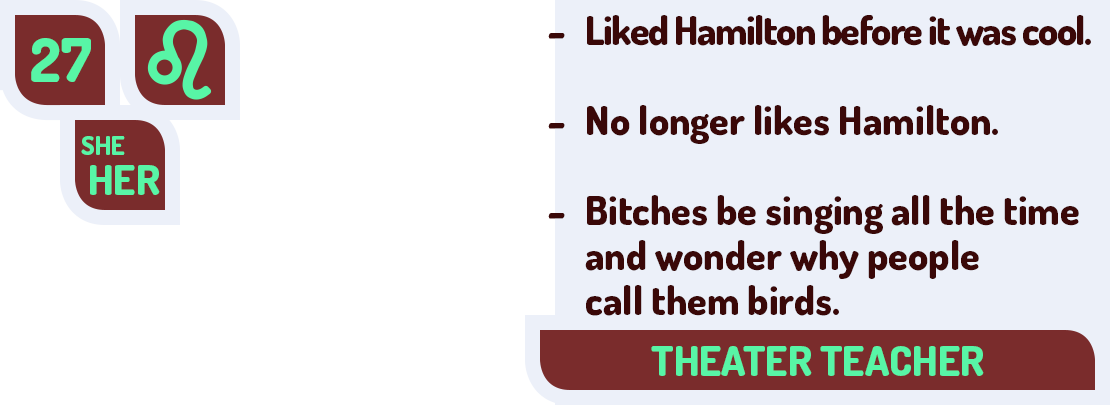 27
♌
SHE
HER
- Liked Hamilton before it was cool.
- No longer likes Hamilton.
- Bitches be singing all the time
and wonder why people
call them birds.
THEATER TEACHER